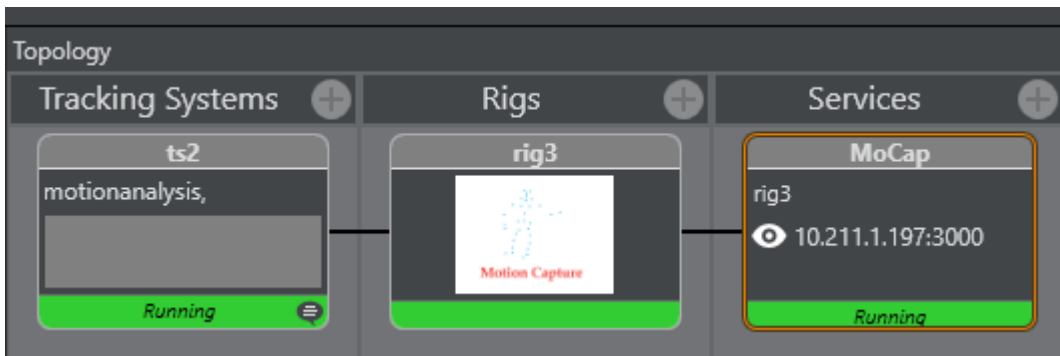 Topology
Tracking Systems
Rigs
Services
ts2
motionanalysis,
Running
rig3
Motion Capture
MoCap
rig3
10.211.1.197:3000
Running